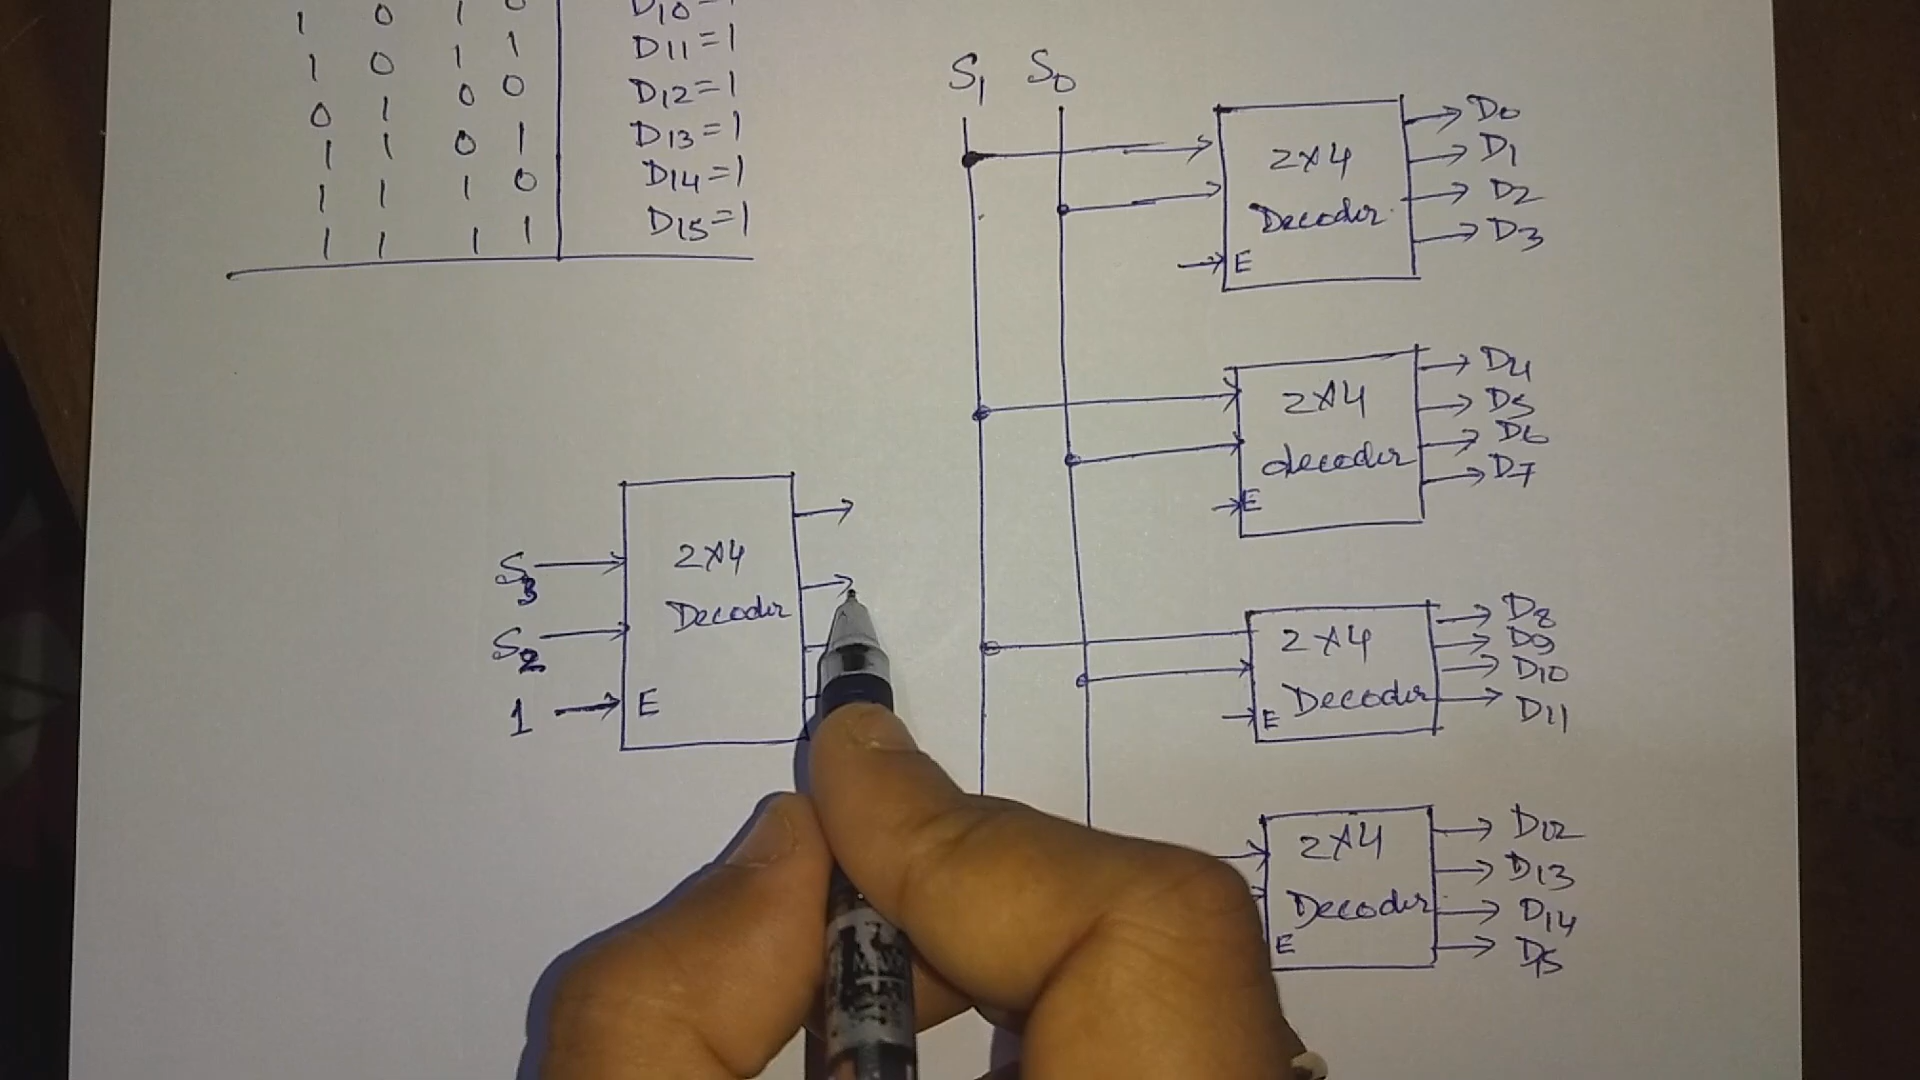 1 0 1 0 D10=1
1 0 1 1 D11=1
0 1 0 0 D12=1
1 1 0 1 D13=1
1 1 1 0 D14=1
1 1 1 1 D15=1
S1 S0
2X4
Decoder
E
D0
D1
D2
D3
2X4
decoder
E
D4
D5
D6
D7
S3
S2
1
2X4
Decoder
E
2X4
Decoder
E
D8
D9
D10
D11
2X4
Decoder
E
D12
D13
D14
D15